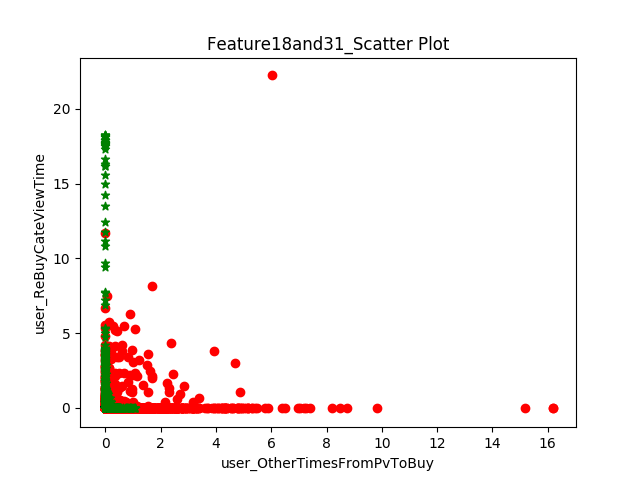 Feature18and31_Scatter Plot
20
15
10
5
0
user_ReBuyCateViewTime
0 2 4 6 8 10 12 14 16
user_OtherTimesFromPvToBuy